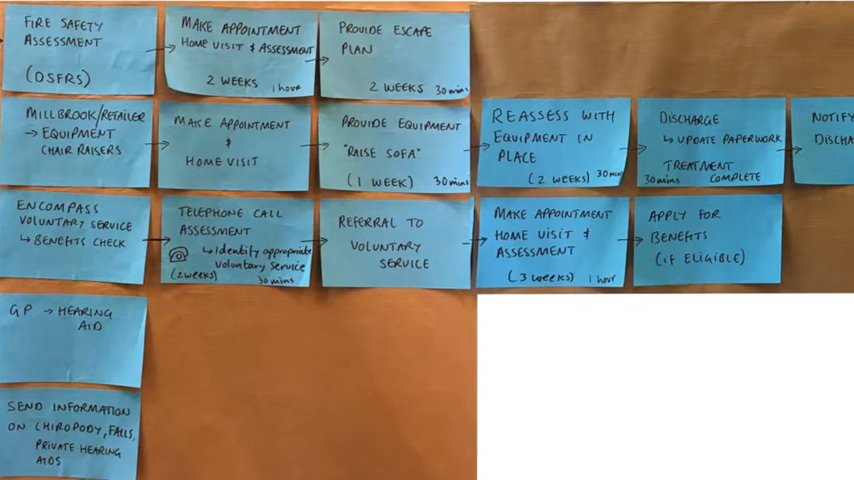 FIRE SAFETY
ASSESSMENT
(DSFRS)
MAKE APPOINTMENT
HOME VISIT & ASSESSMENT
2 WEEKS 1 hour
PROVIDE ESCAPE
PLAN
2 WEEKS 30 mins
MILLBROOK/RETAILER
→ EQUIPMENT
CHAIR RAISERS
MAKE APPOINTMENT
&
HOME VISIT
PROVIDE EQUIPMENT
"RAISE SOFA"
(1 WEEK) 30 mins
REASSESS WITH
EQUIPMENT IN
PLACE
(2 WEEKS) 30 mins
DISCHARGE
↳ UPDATE PAPERWORK
TREATMENT
30 mins COMPLETE
NOTIFY
DISCHA
ENCOMPASS
VOLUNTARY SERVICE
↳ BENEFITS CHECK
TELEPHONE CALL
ASSESSMENT
↳ Identify appropriate
Voluntary Service
(2 weeks) 30 mins
REFERRAL TO
VOLUNTARY
SERVICE
MAKE APPOINTMENT
HOME VISIT &
ASSESSMENT
(3 WEEKS) 1 hour
APPLY FOR
BENEFITS
(IF ELIGIBLE)
GP → HEARING
AID
SEND INFORMATION
ON CHIROPODY, FALLS,
PRIVATE HEARING
AIDS